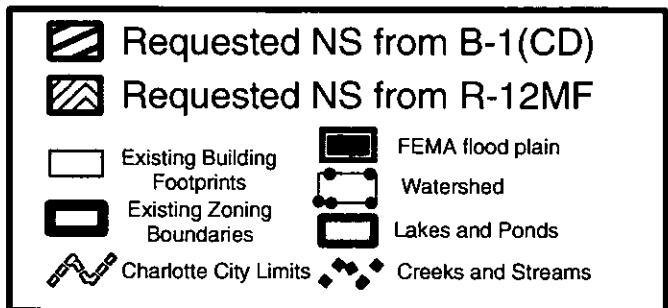 Requested NS from B-1(CD)
Requested NS from R-12MF
Existing Building
Footprints
Existing Zoning
Boundaries
Charlotte City Limits
FEMA flood plain
Watershed
Lakes and Ponds
Creeks and Streams